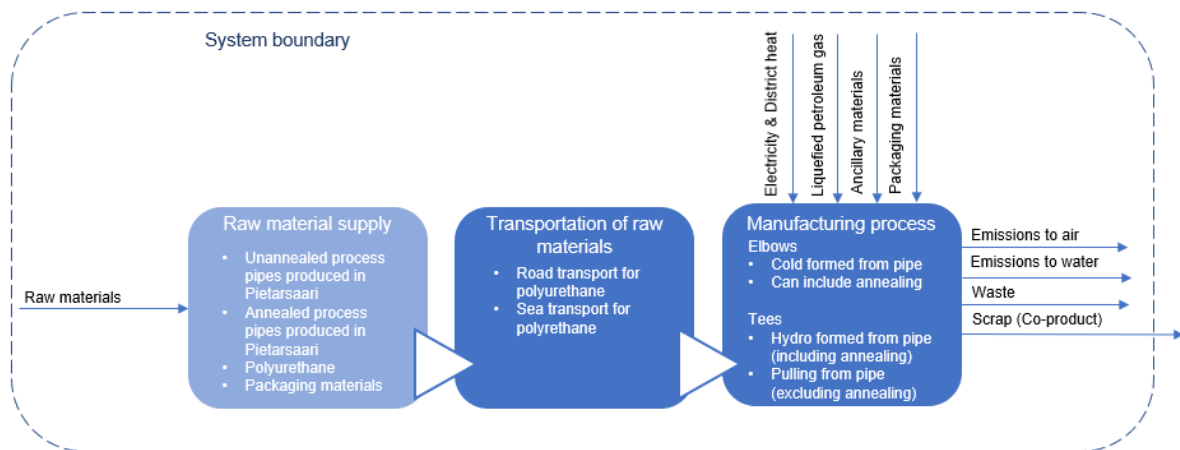 System boundary
Electricity & District heat
Liquefied petroleum gas
Ancillary materials
Packaging materials
Raw materials
Raw material supply
• Unannealed process
pipes produced in
Pietarsaari
• Annealed process
pipes produced in
Pietarsaari
• Polyurethane
• Packaging materials
Transportation of raw
materials
• Road transport for
polyurethane
• Sea transport for
polyrethane
Manufacturing process
Elbows
• Cold formed from pipe
• Can include annealing
Tees
• Hydro formed from pipe
(including annealing)
• Pulling from pipe
(excluding annealing)
Emissions to air
Emissions to water
Waste
Scrap (Co-product)